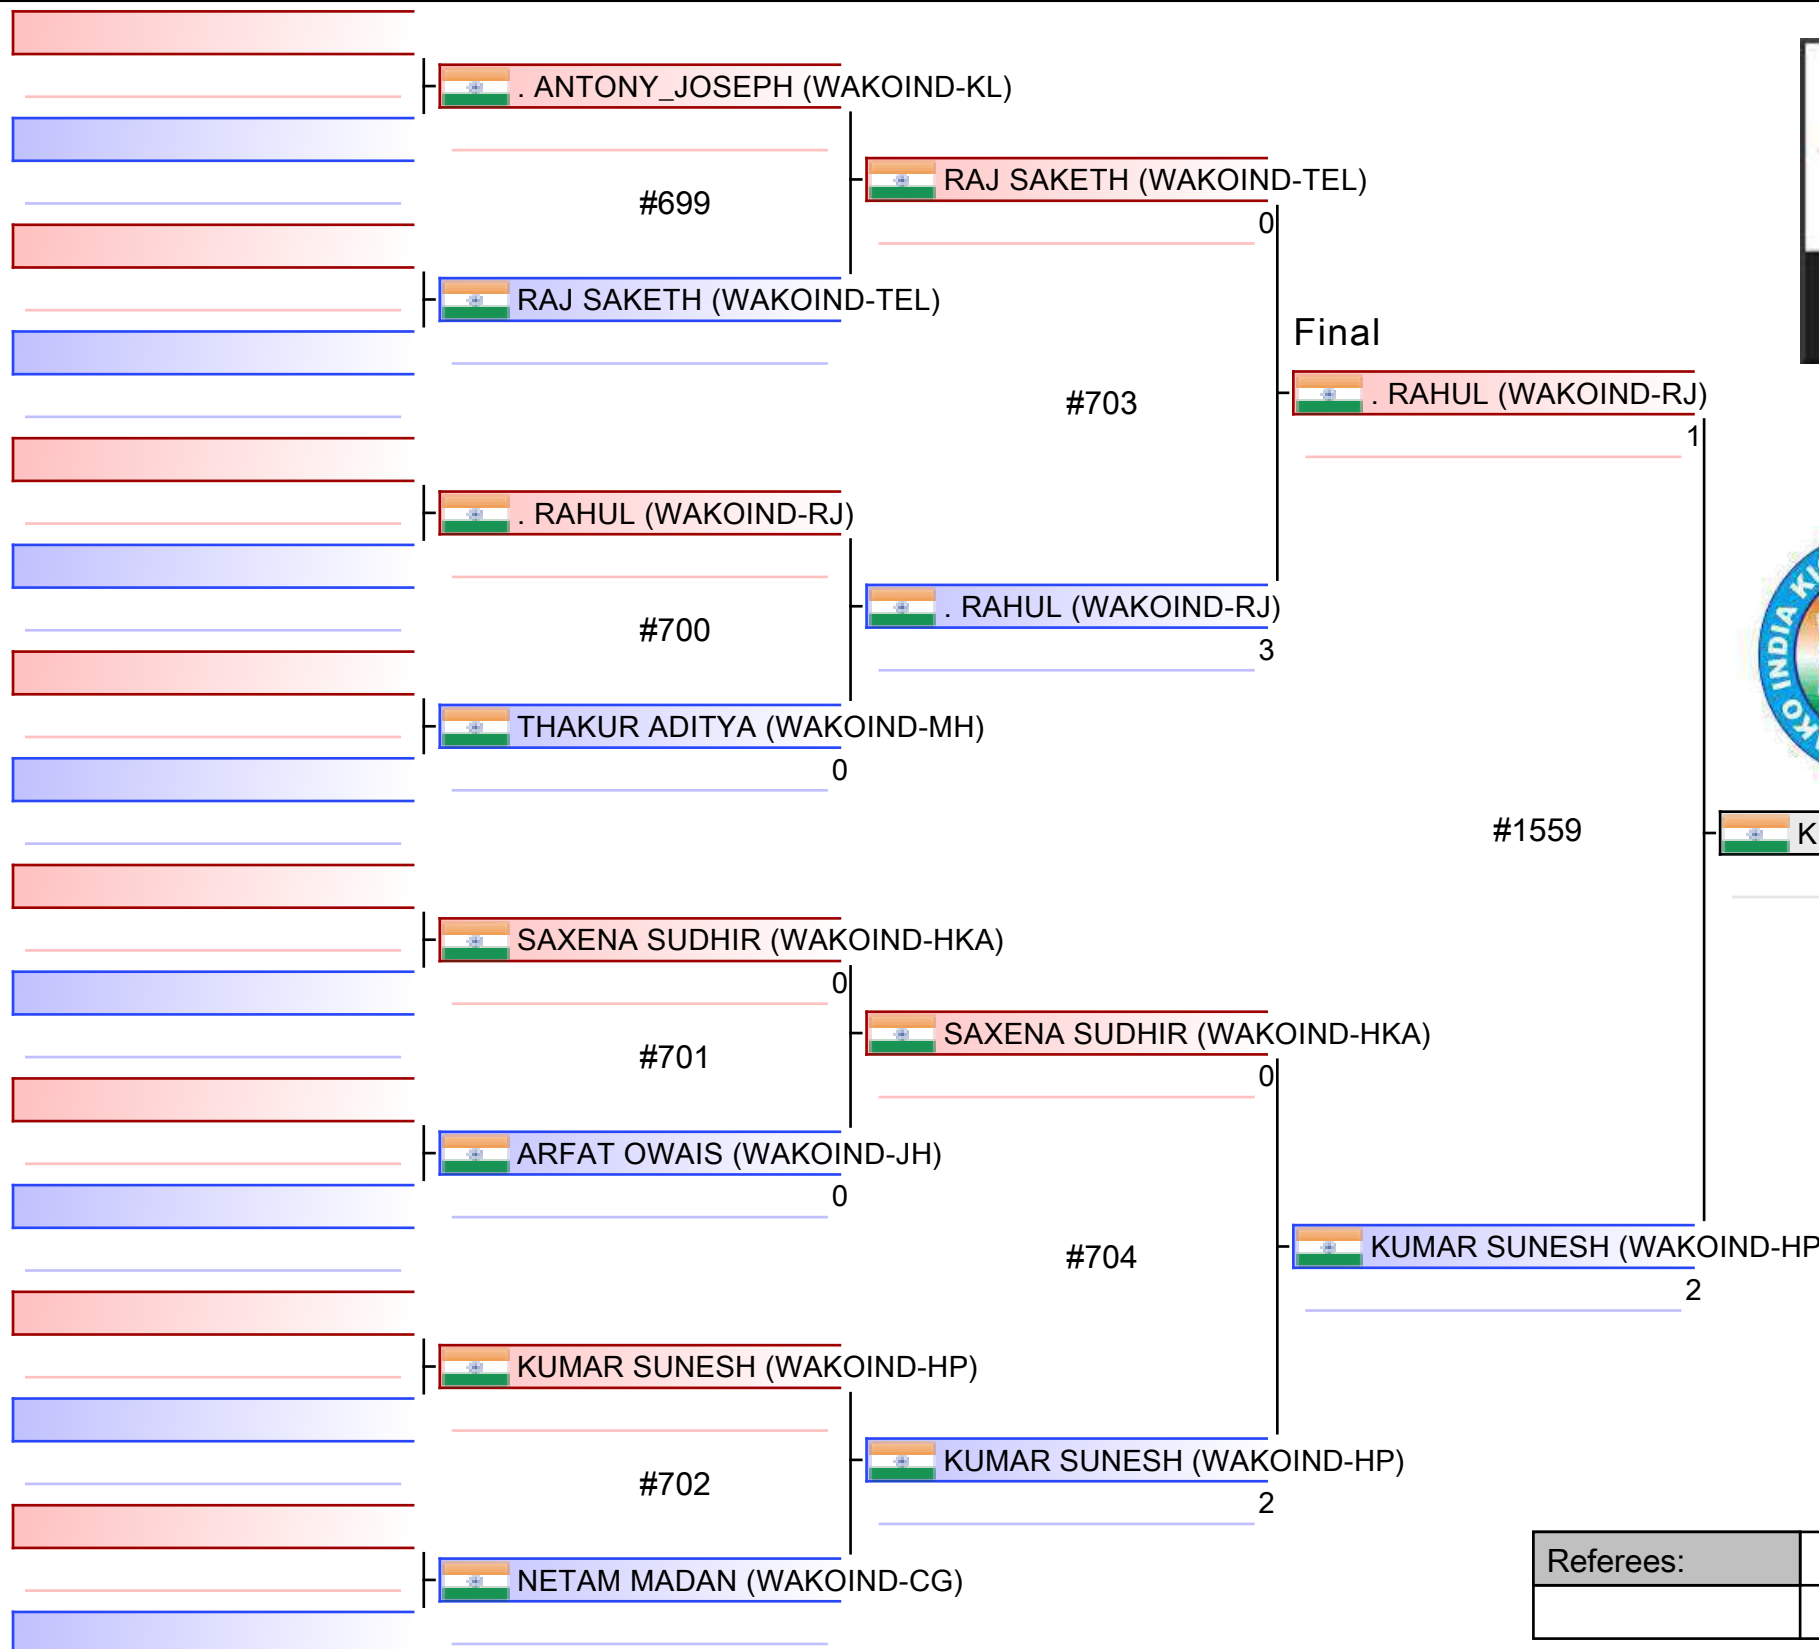 . ANTONY_JOSEPH (WAKOIND-KL)
RAJ SAKETH (WAKOIND-TEL)
0
#699
RAJ SAKETH (WAKOIND-TEL)
Final
. RAHUL (WAKOIND-RJ)
1
#703
. RAHUL (WAKOIND-RJ)
. RAHUL (WAKOIND-RJ)
3
#700
THAKUR ADITYA (WAKOIND-MH)
0
#1559
K
SAXENA SUDHIR (WAKOIND-HKA)
0
SAXENA SUDHIR (WAKOIND-HKA)
0
#701
ARFAT OWAIS (WAKOIND-JH)
0
#704
KUMAR SUNESH (WAKOIND-HP
2
KUMAR SUNESH (WAKOIND-HP)
KUMAR SUNESH (WAKOIND-HP)
2
#702
NETAM MADAN (WAKOIND-CG)
Referees:
KO INDIA KI